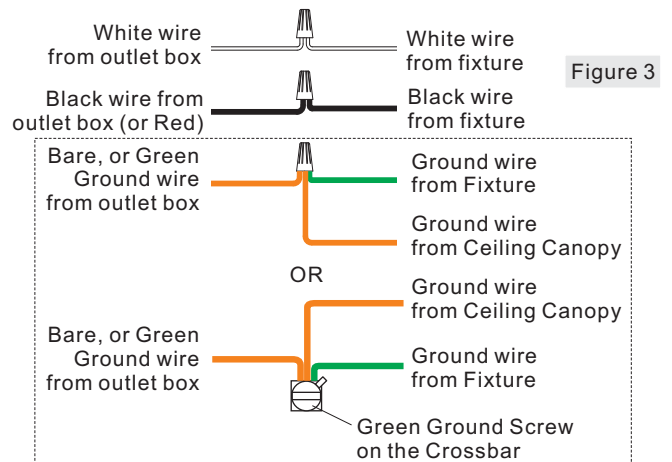 White wire
from outlet box
White wire
from fixture
Figure 3
Black wire from
outlet box (or Red)
Black wire
from fixture
Bare, or Green
Ground wire
from outlet box
Ground wire
from Fixture
Ground wire
from Ceiling Canopy
OR
Ground wire
from Ceiling Canopy
Bare, or Green
Ground wire
from outlet box
Ground wire
from Fixture
Green Ground Screw
on the Crossbar